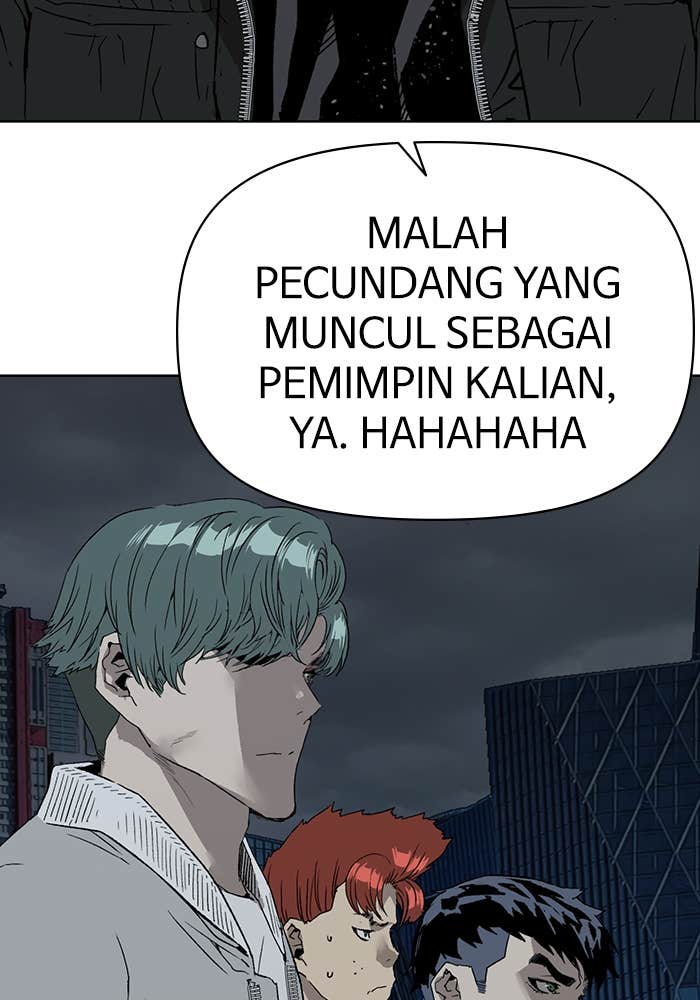 MALAH
PECUNDANG YANG
MUNCUL SEBAGAI
PEMIMPIN KALIAN,
YA. HAHAHAHA